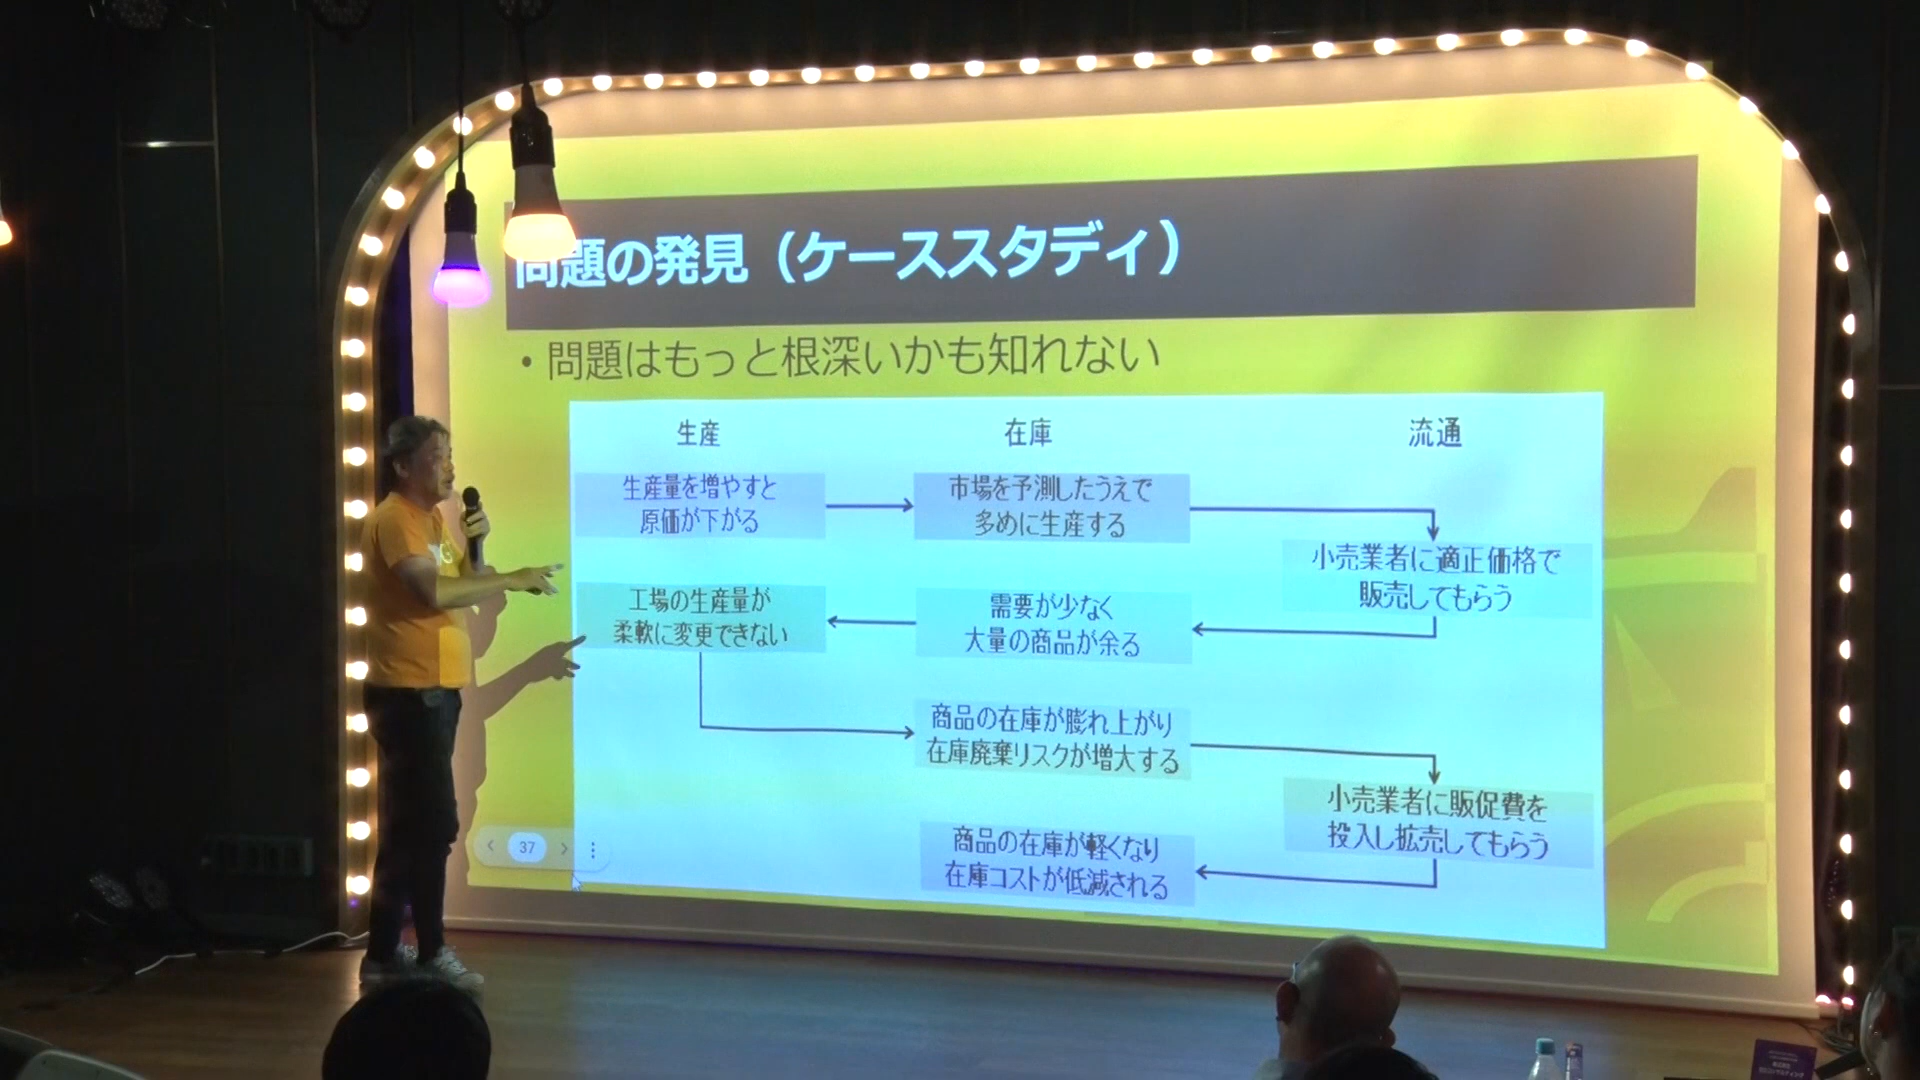 問題の発見（ケーススタディ）
・問題はもっと根深いかも知れない
生産
在庫
流通
生産量を増やすと
原価が下がる
市場を予測したうえで
多めに生産する
小売業者に適正価格で
販売してもらう
需要が少なく
大量の商品が余る
工場の生産量が
柔軟に変更できない
商品の在庫が膨れ上がり
在庫廃棄リスクが増大する
小売業者に販促費を
投入し拡売してもらう
商品の在庫が軽くなり
在庫コストが低減される
37